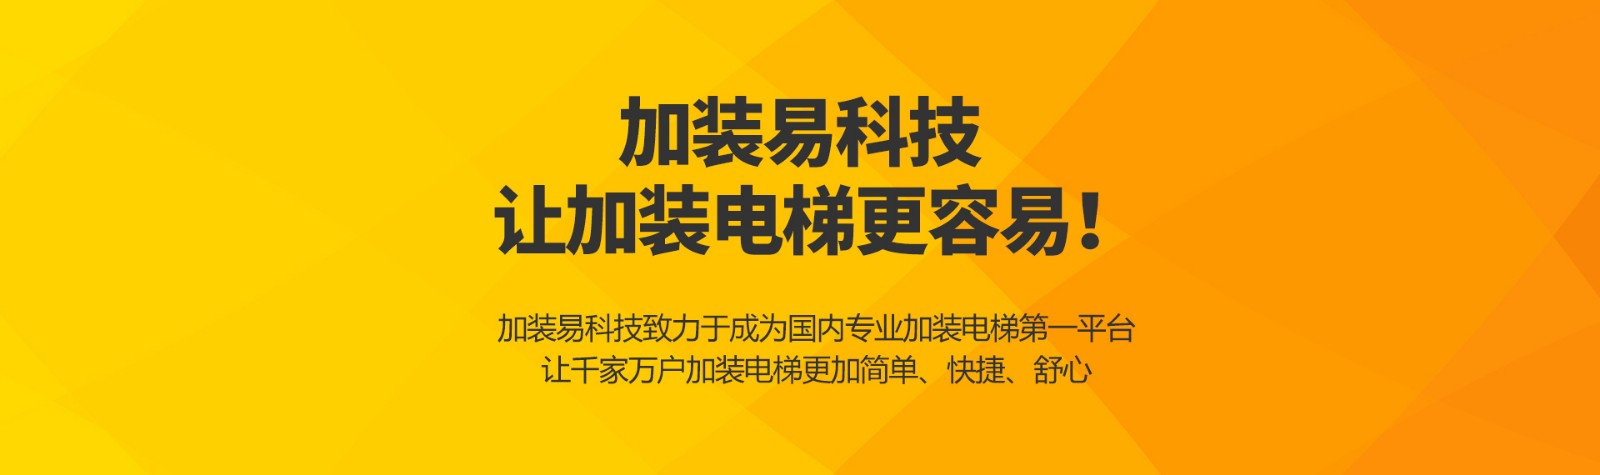 加装易科技
让加装电梯更容易！
加装易科技致力于成为国内专业加装电梯第一平台
让千家万户加装电梯更加简单、快捷、舒心